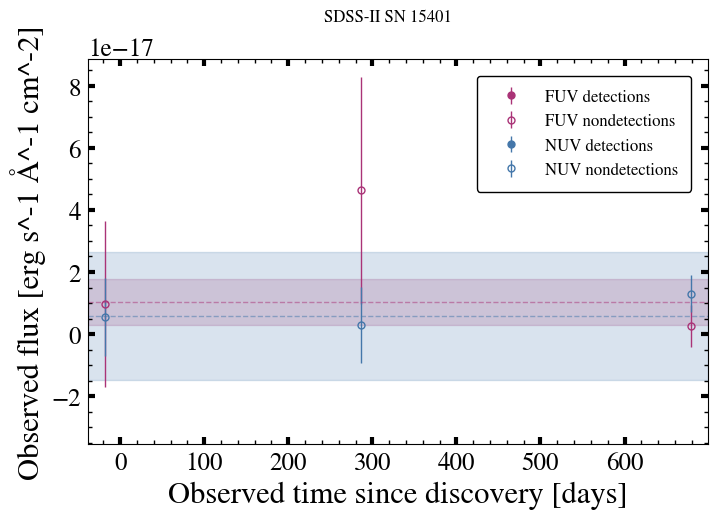 SDSS-II SN 15401
1e−17
Observed flux [erg s^-1 Å^-1 cm^-2]
8
6
4
2
0
−2
FUV detections
FUV nondetections
NUV detections
NUV nondetections
0 100 200 300 400 500 600
Observed time since discovery [days]